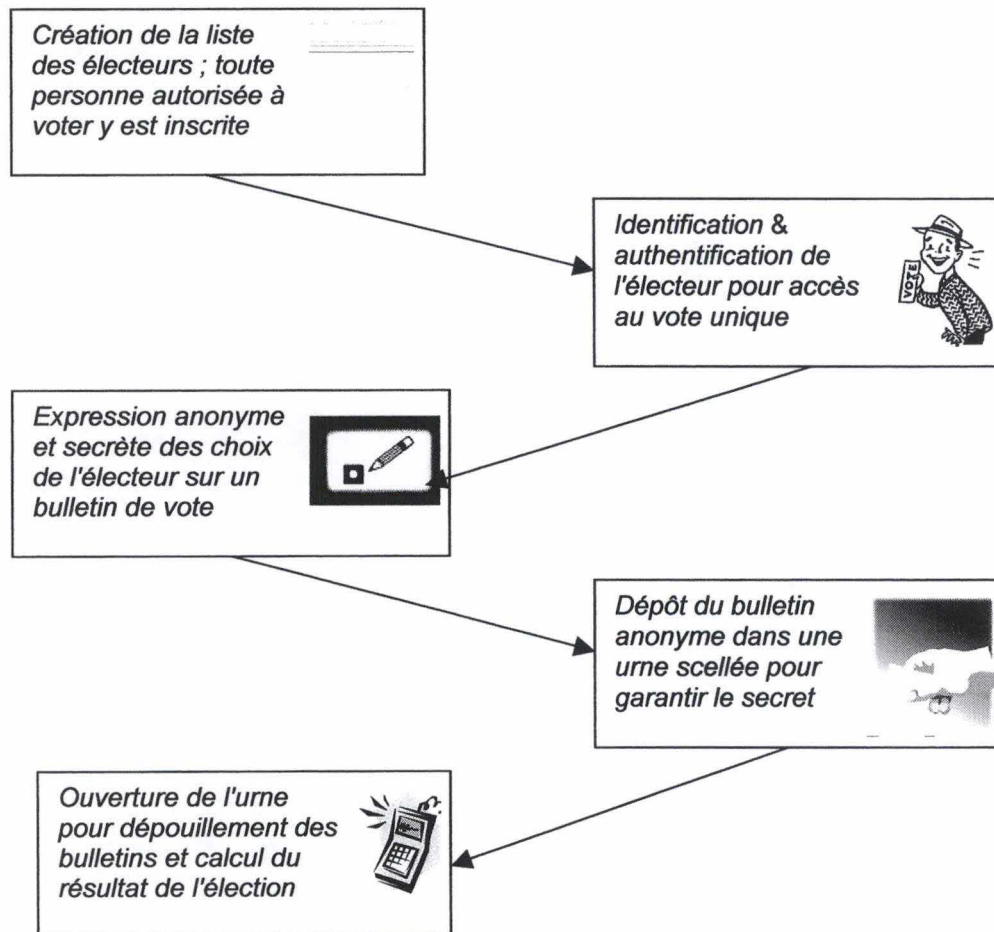 Création de la liste
des électeurs ; toute
personne autorisée à
voter y est inscrite
Identification &
authentification de
l'électeur pour accès
au vote unique
VOTE
Expression anonyme
et secrète des choix
de l'électeur sur un
bulletin de vote
Dépôt du bulletin
anonyme dans une
urne scellée pour
garantir le secret
Ouverture de l'urne
pour dépouillement des
bulletins et calcul du
résultat de l'élection